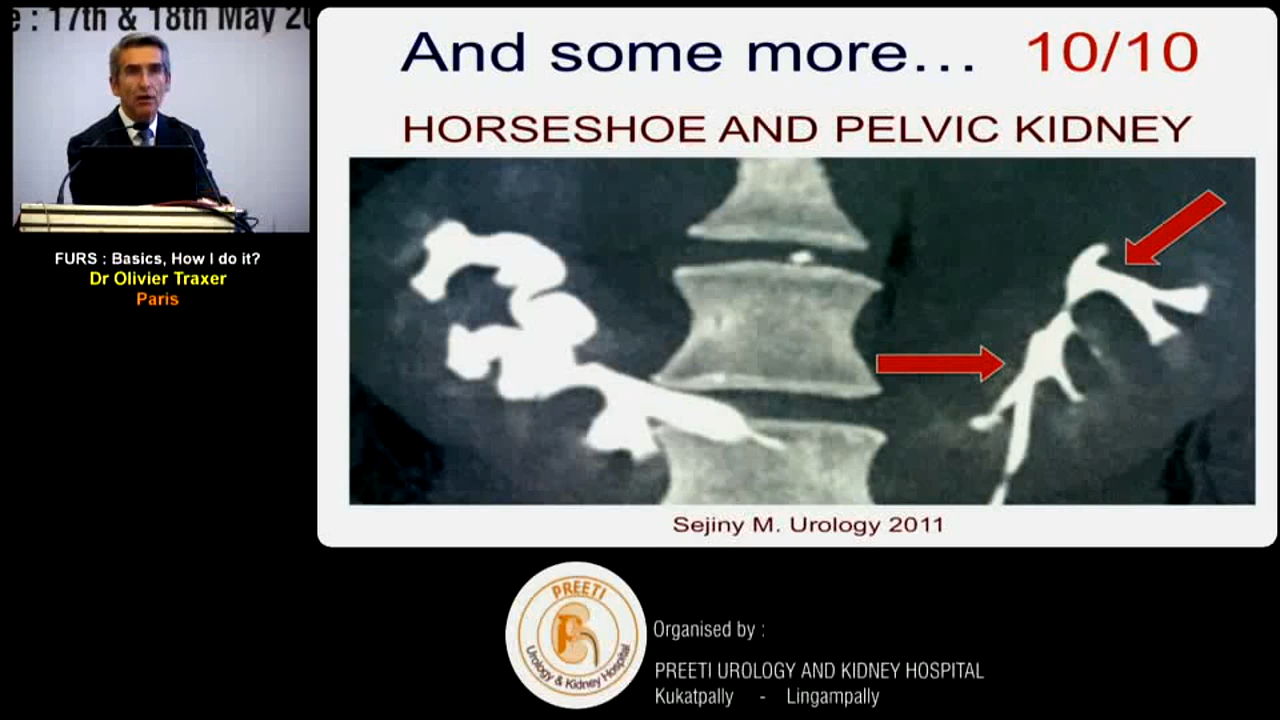 e : 17th & 18th May 20
And some more... 10/10
HORSESHOE AND PELVIC KIDNEY
Sejiny M. Urology 2011
FURS : Basics, How I do it?
Dr Olivier Traxer
Paris
PREETI
Urology & Kidney Hospital
Organised by :
PREETI UROLOGY AND KIDNEY HOSPITAL
Kukatpally - Lingampally